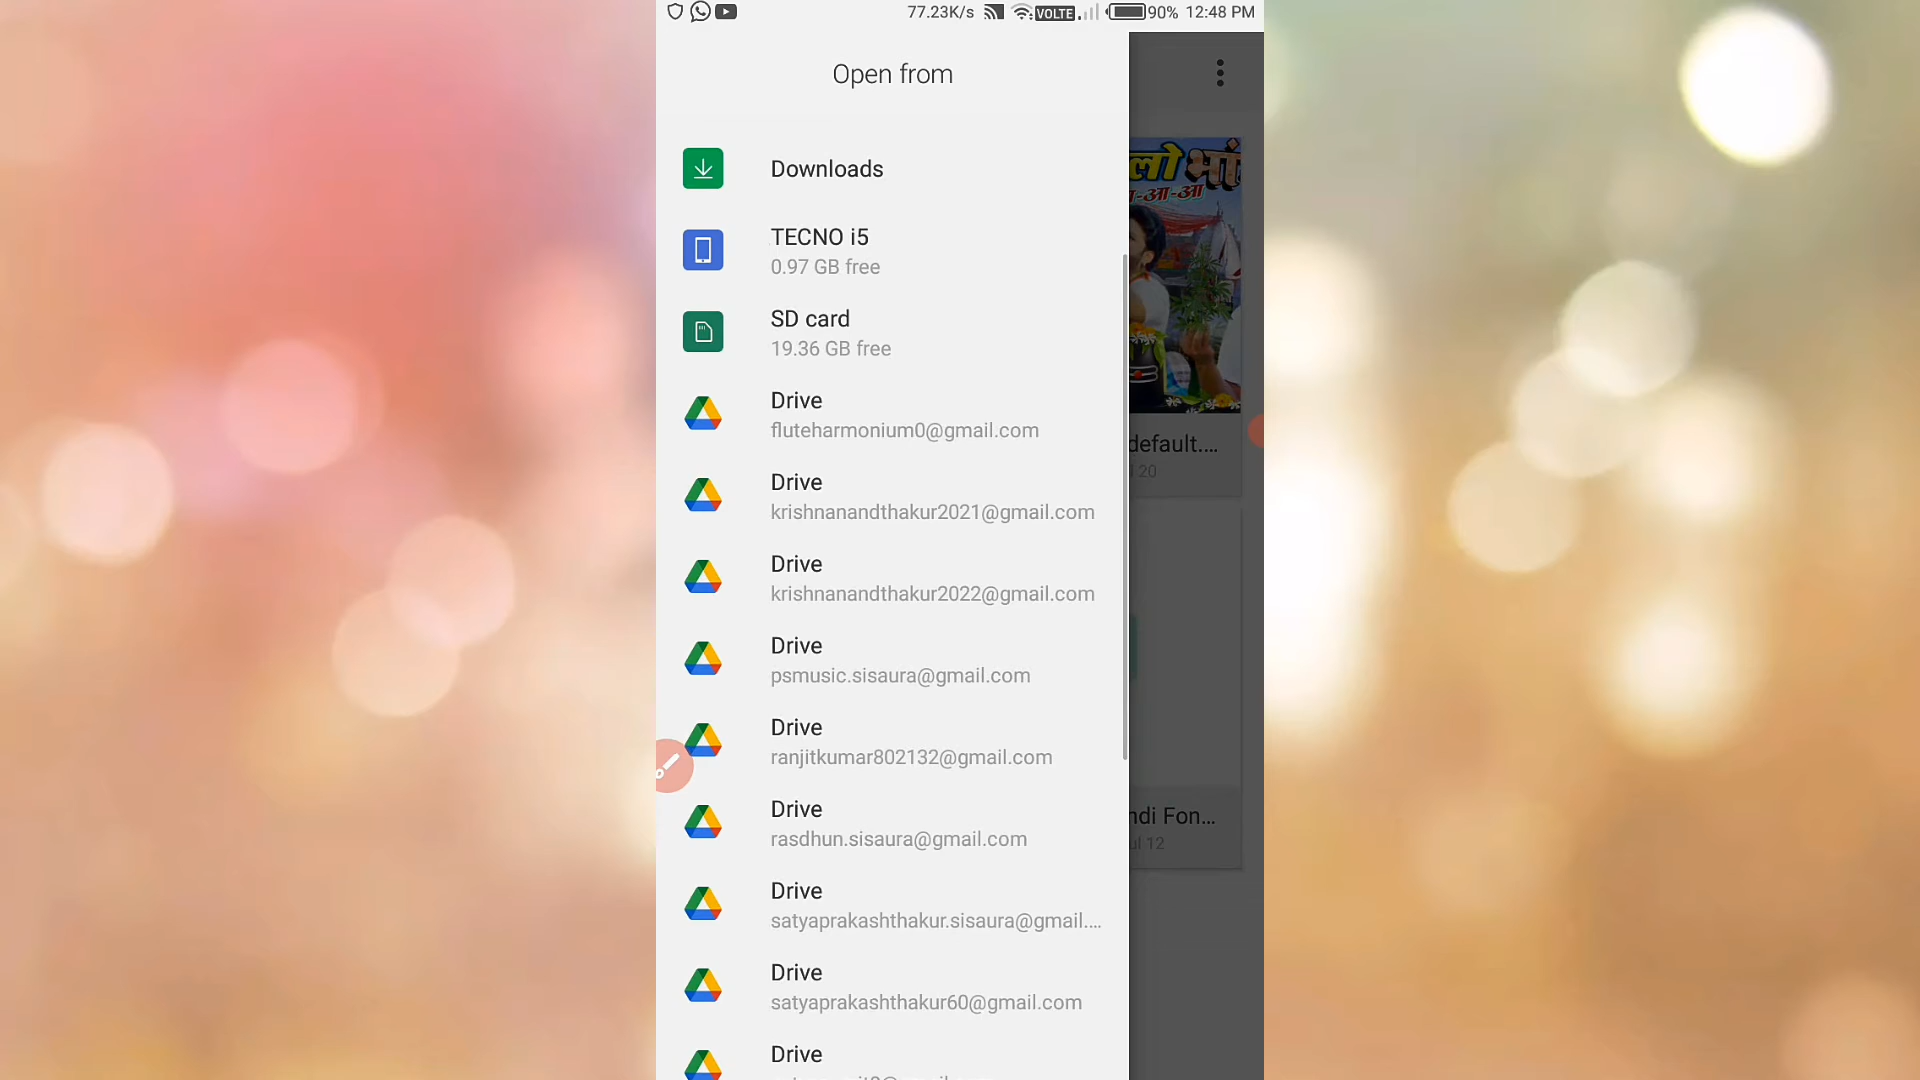 77.23K/s VOLTE 90% 12:48 PM
Open from
Downloads
TECNO i5
0.97 GB free
SD card
19.36 GB free
Drive
fluteharmonium0@gmail.com
Drive
krishnanandthakur2021@gmail.com
Drive
krishnanandthakur2022@gmail.com
Drive
psmusic.sisaura@gmail.com
Drive
ranjitkumar802132@gmail.com
Drive
rasdhun.sisaura@gmail.com
Drive
satyaprakashthakur.sisaura@gmail....
Drive
satyaprakashthakur60@gmail.com
Drive
लो भां
-आ-आ
default....
l 20
ndi Fon...
ul 12